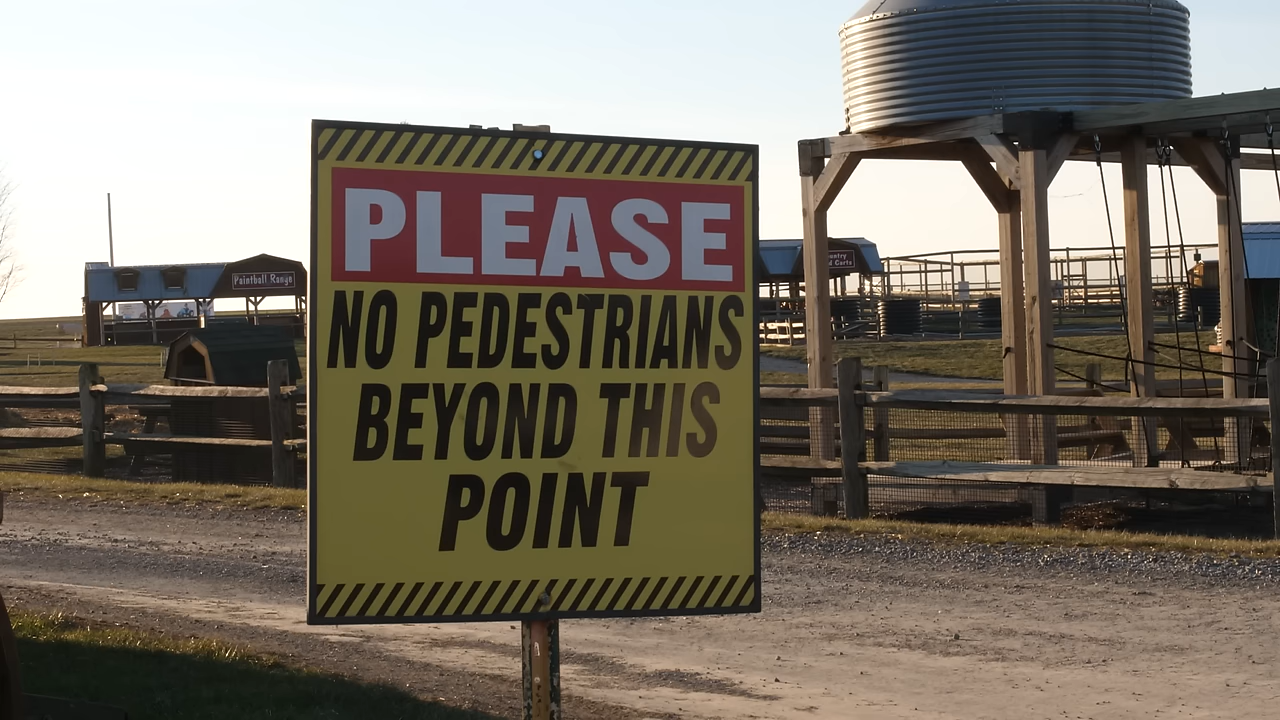 PLEASE
NO PEDESTRIANS
BEYOND THIS
POINT
Paintball Range